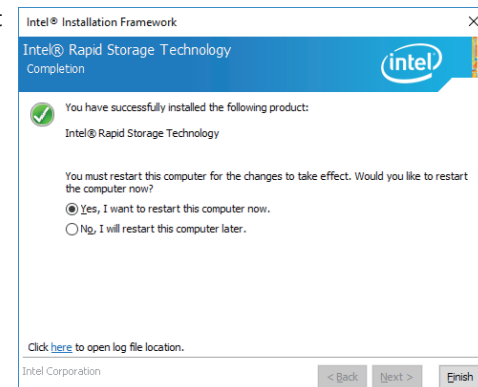 Intel® Installation Framework
Intel® Rapid Storage Technology
Completion
intel
You have successfully installed the following product:
Intel® Rapid Storage Technology
You must restart this computer for the changes to take effect. Would you like to restart
the computer now?
Yes, I want to restart this computer now.
No, I will restart this computer later.
Click here to open log file location.
Intel Corporation
< Back Next > Finish